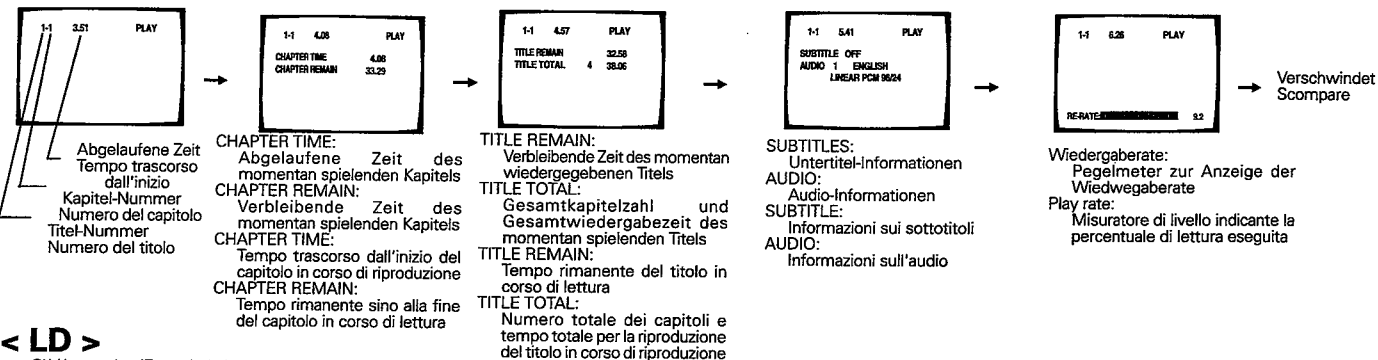 1-1 3.51 PLAY
Abgelaufene Zeit
Tempo trascorso
dall'inizio
Kapitel-Nummer
Numero del capitolo
Titel-Nummer
Numero del titolo
1-1 4.08 PLAY
CHAPTER TIME 4.08
CHAPTER REMAIN 33.29
CHAPTER TIME:
Abgelaufene Zeit des
momentan spielenden Kapitels
CHAPTER REMAIN:
Verbleibende Zeit des
momentan spielenden Kapitels
CHAPTER TIME:
Tempo trascorso dall'inizio del
capitolo in corso di riproduzione
CHAPTER REMAIN:
Tempo rimanente sino alla fine
del capitolo in corso di lettura
1-1 4.57 PLAY
TITLE REMAIN 32.58
TITLE TOTAL 4 38.06
TITLE REMAIN:
Verbleibende Zeit des momentan
wiedergegebenen Titels
TITLE TOTAL:
Gesamtkapitelzahl und
Gesamtwiedergabezeit des
momentan spielenden Titels
TITLE REMAIN:
Tempo rimanente del titolo in
corso di lettura
TITLE TOTAL:
Numero totale dei capitoli e
tempo totale per la riproduzione
del titolo in corso di riproduzione
1-1 5.41 PLAY
SUBTITLE OFF
AUDIO 1 ENGLISH
LINEAR PCM 96/24
SUBTITLES:
Untertitel-Informationen
AUDIO:
Audio-Informationen
SUBTITLE:
Informazioni sui sottotitoli
AUDIO:
Informazioni sull'audio
1-1 6.26 PLAY
RE-RATE: 9.2
Wiedergaberate:
Pegelmeter zur Anzeige der
Wiedwegaberate
Play rate:
Misuratore di livello indicante la
percentuale di lettura eseguita
Verschwindet
Scompare
< LD >